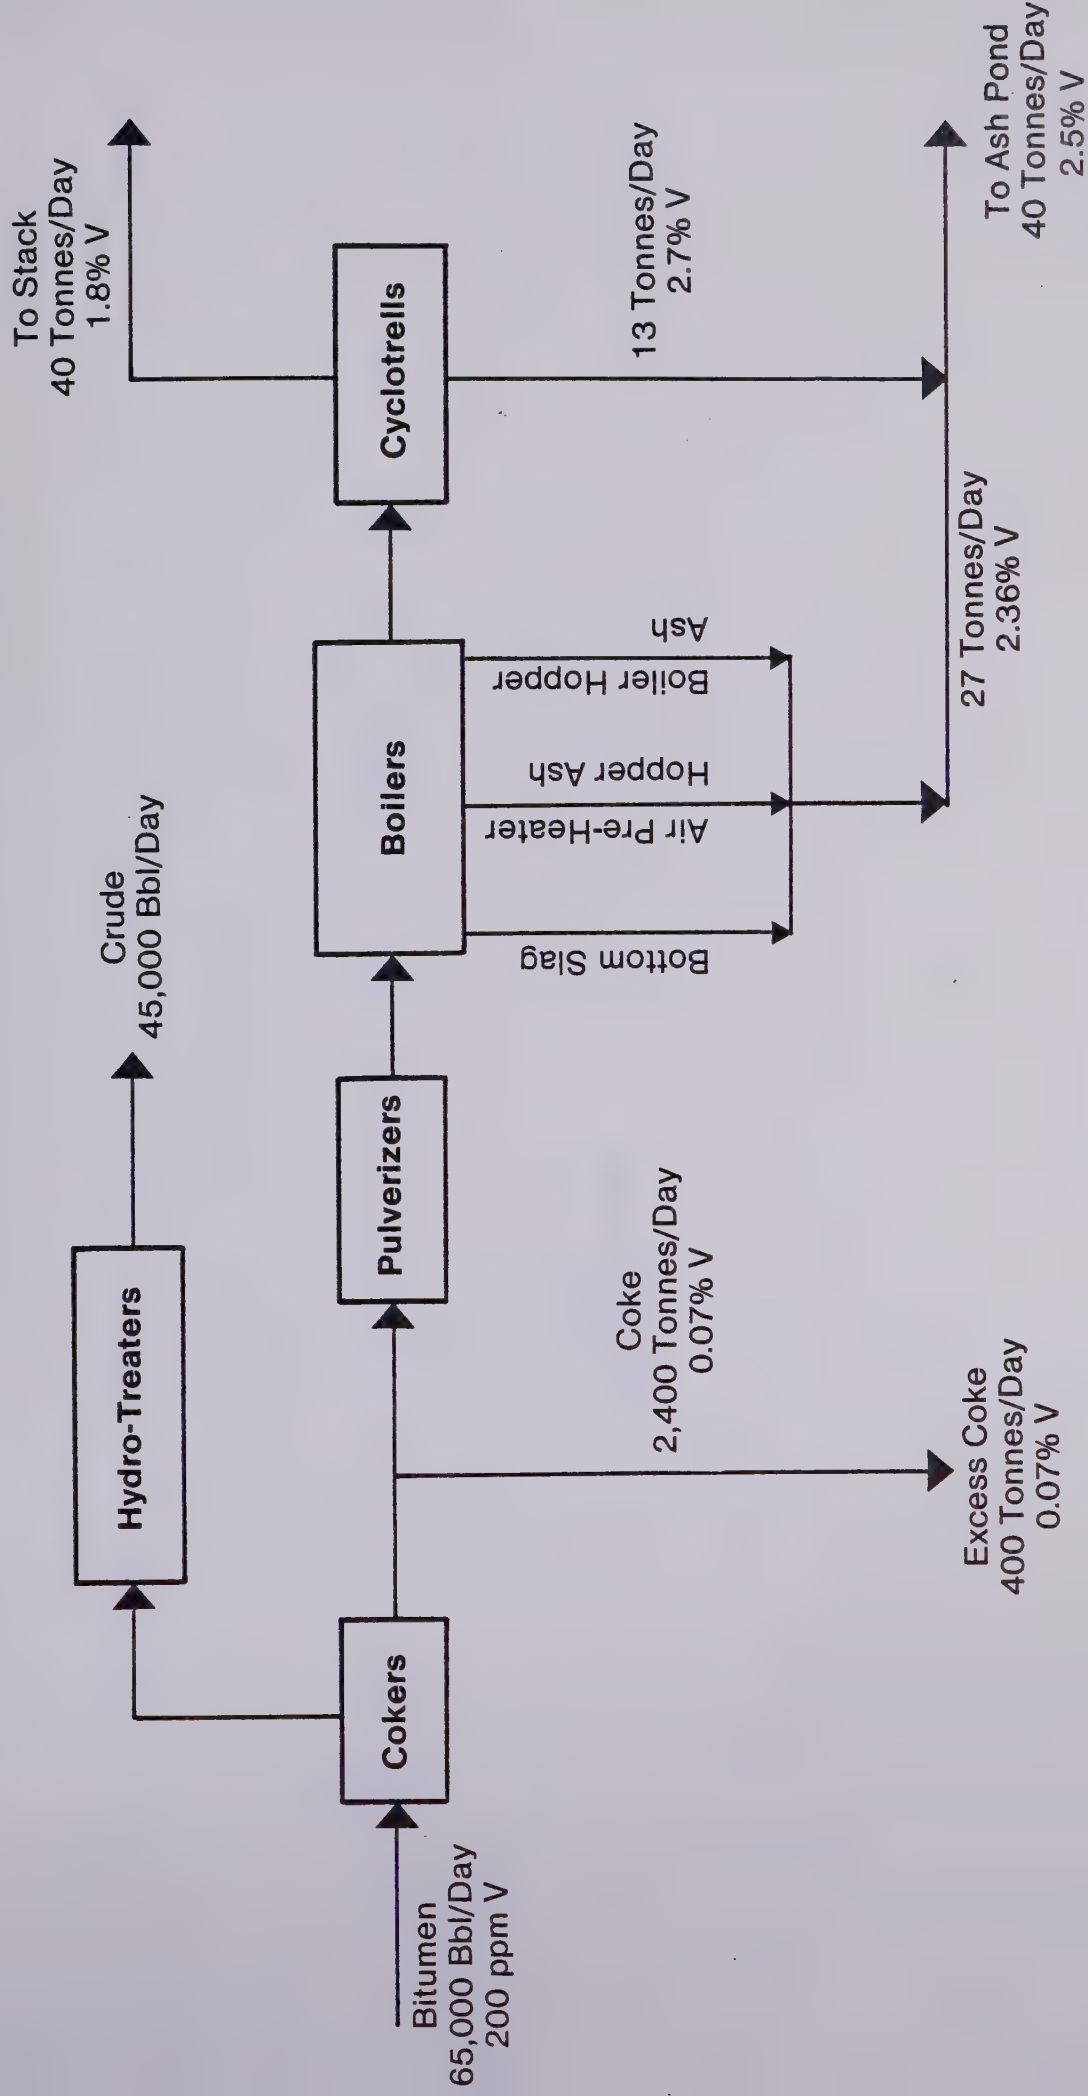 To Stack
40 Tonnes/Day
1.8% V
Crude
45,000 Bbl/Day
Hydro-Treaters
Bitumen
65,000 Bbl/Day
200 ppm V
Cokers
Pulverizers
Boilers
Cyclotrells
Coke
2,400 Tonnes/Day
0.07% V
Excess Coke
400 Tonnes/Day
0.07% V
Bottom Slag
Air Pre-Heater
Hopper Ash
Boiler Hopper
Ash
27 Tonnes/Day
2.36% V
13 Tonnes/Day
2.7% V
To Ash Pond
40 Tonnes/Day
2.5% V